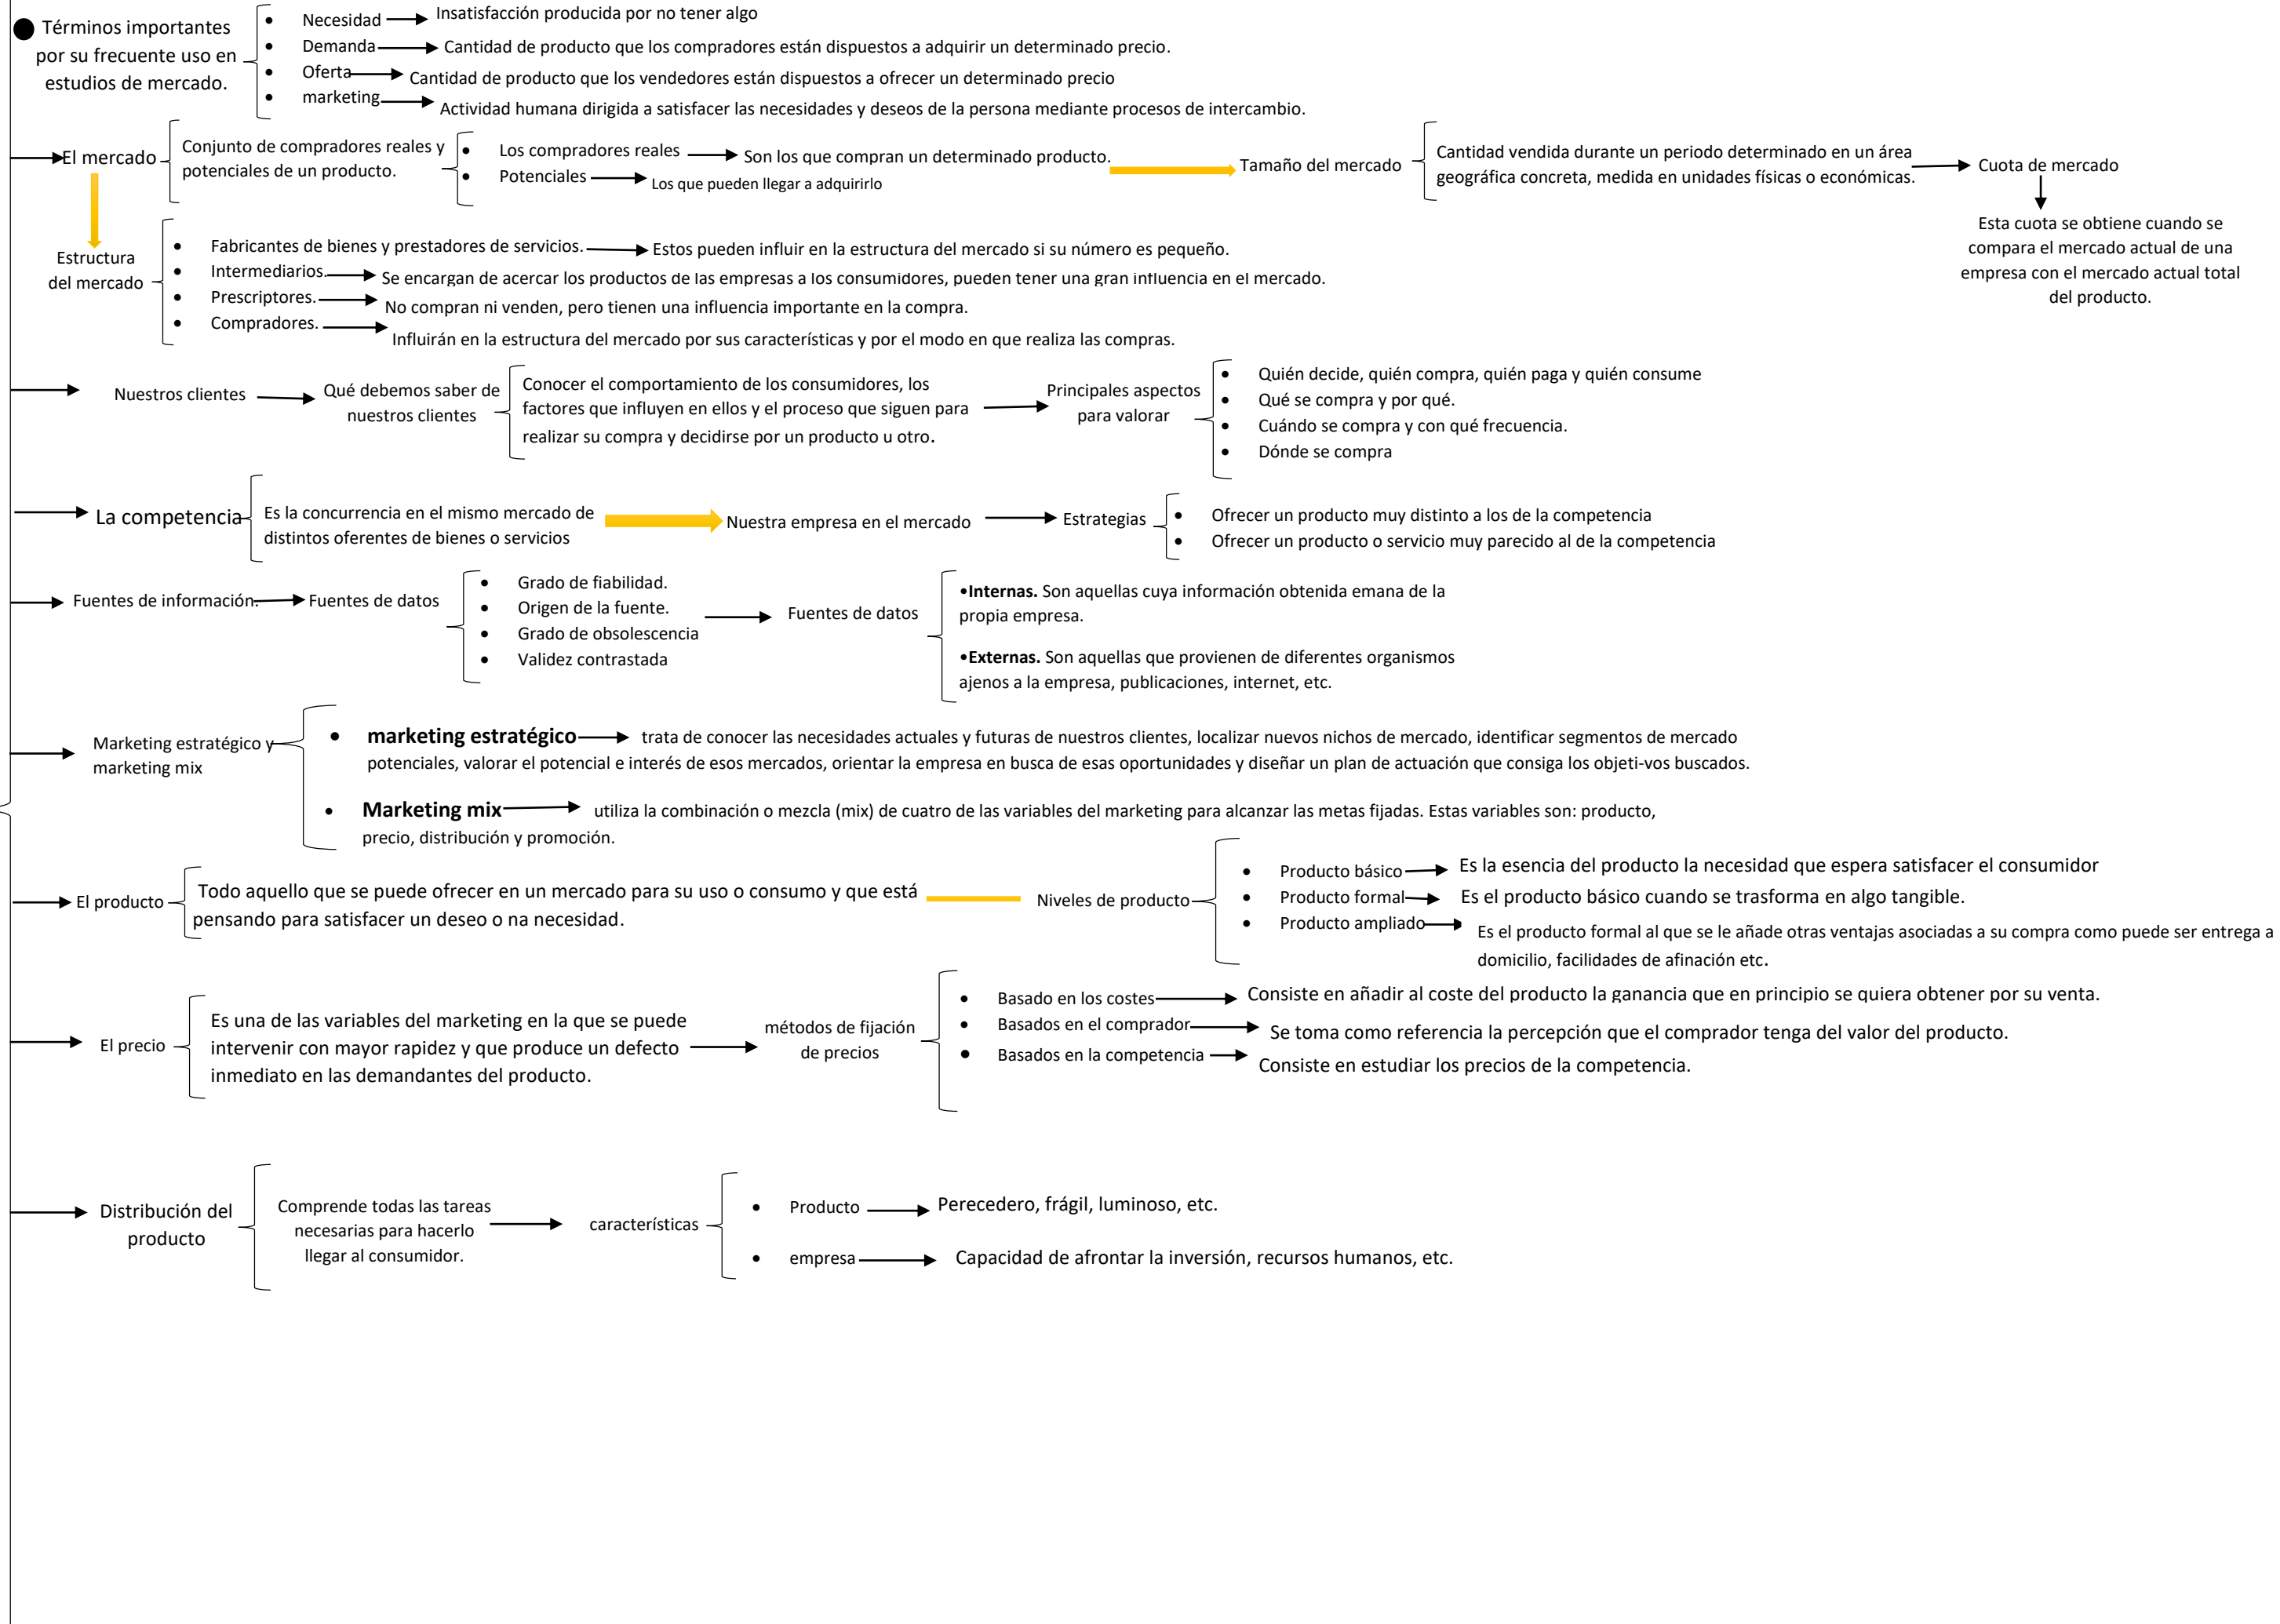 ● Términos importantes
por su frecuente uso en
estudios de mercado.
• Necesidad
Insatisfacción producida por no tener algo
• Demanda
Cantidad de producto que los compradores están dispuestos a adquirir un determinado precio.
• Oferta
Cantidad de producto que los vendedores están dispuestos a ofrecer un determinado precio
• marketing
Actividad humana dirigida a satisfacer las necesidades y deseos de la persona mediante procesos de intercambio.
El mercado
Conjunto de compradores reales y
potenciales de un producto.
• Los compradores reales
Son los que compran un determinado producto.
• Potenciales
Los que pueden llegar a adquirirlo
Tamaño del mercado
Cantidad vendida durante un periodo determinado en un área
geográfica concreta, medida en unidades físicas o económicas.
Cuota de mercado
Esta cuota se obtiene cuando se
compara el mercado actual de una
empresa con el mercado actual total
del producto.
Estructura
del mercado
• Fabricantes de bienes y prestadores de servicios.
Estos pueden influir en la estructura del mercado si su número es pequeño.
• Intermediarios.
Se encargan de acercar los productos de las empresas a los consumidores, pueden tener una gran influencia en el mercado.
• Prescriptores.
No compran ni venden, pero tienen una influencia importante en la compra.
• Compradores.
Influirán en la estructura del mercado por sus características y por el modo en que realiza las compras.
Nuestros clientes
Qué debemos saber de
nuestros clientes
Conocer el comportamiento de los consumidores, los
factores que influyen en ellos y el proceso que siguen para
realizar su compra y decidirse por un producto u otro.
Principales aspectos
para valorar
• Quién decide, quién compra, quién paga y quién consume
• Qué se compra y por qué.
• Cuándo se compra y con qué frecuencia.
• Dónde se compra
La competencia
Es la concurrencia en el mismo mercado de
distintos oferentes de bienes o servicios
Nuestra empresa en el mercado
Estrategias
• Ofrecer un producto muy distinto a los de la competencia
• Ofrecer un producto o servicio muy parecido al de la competencia
Fuentes de información.
Fuentes de datos
• Grado de fiabilidad.
• Origen de la fuente.
• Grado de obsolescencia
• Validez contrastada
Fuentes de datos
•Internas. Son aquellas cuya información obtenida emana de la
propia empresa.
•Externas. Son aquellas que provienen de diferentes organismos
ajenos a la empresa, publicaciones, internet, etc.
Marketing estratégico y
marketing mix
• marketing estratégico
trata de conocer las necesidades actuales y futuras de nuestros clientes, localizar nuevos nichos de mercado, identificar segmentos de mercado
potenciales, valorar el potencial e interés de esos mercados, orientar la empresa en busca de esas oportunidades y diseñar un plan de actuación que consiga los objeti-vos buscados.
• Marketing mix
utiliza la combinación o mezcla (mix) de cuatro de las variables del marketing para alcanzar las metas fijadas. Estas variables son: producto,
precio, distribución y promoción.
El producto
Todo aquello que se puede ofrecer en un mercado para su uso o consumo y que está
pensando para satisfacer un deseo o na necesidad.
Niveles de producto
• Producto básico
Es la esencia del producto la necesidad que espera satisfacer el consumidor
• Producto formal
Es el producto básico cuando se trasforma en algo tangible.
• Producto ampliado
Es el producto formal al que se le añade otras ventajas asociadas a su compra como puede ser entrega a
domicilio, facilidades de afinación etc.
El precio
Es una de las variables del marketing en la que se puede
intervenir con mayor rapidez y que produce un defecto
inmediato en las demandantes del producto.
métodos de fijación
de precios
• Basado en los costes
Consiste en añadir al coste del producto la ganancia que en principio se quiera obtener por su venta.
• Basados en el comprador
Se toma como referencia la percepción que el comprador tenga del valor del producto.
• Basados en la competencia
Consiste en estudiar los precios de la competencia.
Distribución del
producto
Comprende todas las tareas
necesarias para hacerlo
llegar al consumidor.
características
• Producto
Perecedero, frágil, luminoso, etc.
• empresa
Capacidad de afrontar la inversión, recursos humanos, etc.